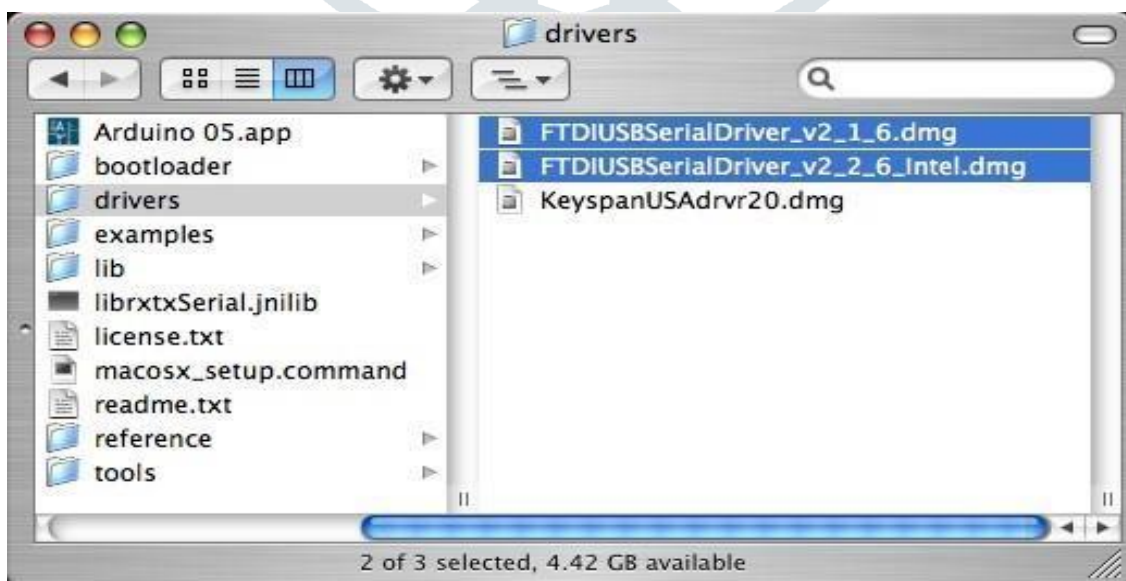 drivers
Arduino 05.app
bootloader
drivers
examples
lib
librxtxSerial.jnilib
license.txt
macosx_setup.command
readme.txt
reference
tools
FTDIUSBSerialDriver_v2_1_6.dmg
FTDIUSBSerialDriver_v2_2_6_Intel.dmg
KeyspanUSAdrvr20.dmg
2 of 3 selected, 4.42 GB available